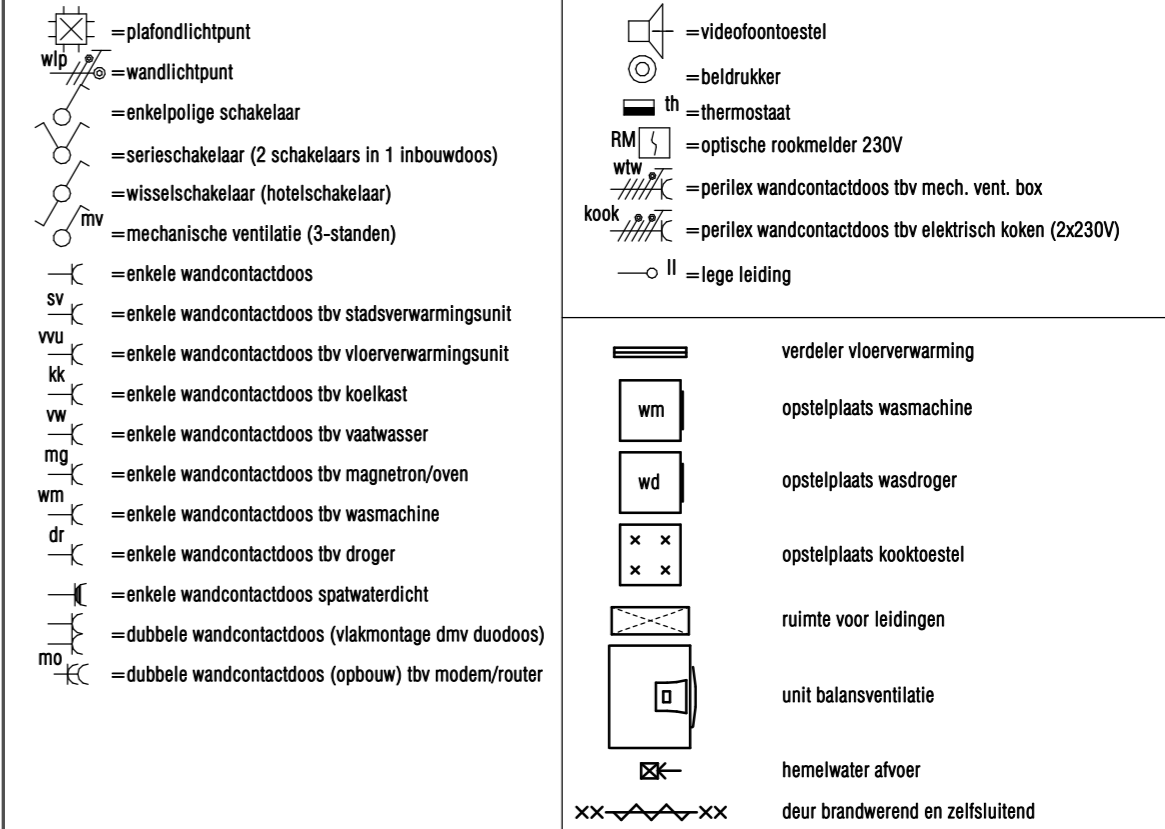 =plafondlichtpunt
wlp =wandlichtpunt
=enkelpolige schakelaar
=serieschakelaar (2 schakelaars in 1 inbouwdoos)
=wisselschakelaar (hotelschakelaar)
mv =mechanische ventilatie (3-standen)
=enkele wandcontactdoos
sv =enkele wandcontactdoos tbv stadsverwarmingsunit
vvu =enkele wandcontactdoos tbv vloerverwarmingsunit
kk =enkele wandcontactdoos tbv koelkast
vw =enkele wandcontactdoos tbv vaatwasser
mg =enkele wandcontactdoos tbv magnetron/oven
wm =enkele wandcontactdoos tbv wasmachine
dr =enkele wandcontactdoos tbv droger
=enkele wandcontactdoos spatwaterdicht
=dubbele wandcontactdoos (vlakmontage dmv duodoos)
mo =dubbele wandcontactdoos (opbouw) tbv modem/router
=videofoontoestel
=beldrukker
th =thermostaat
RM =optische rookmelder 230V
wtw =perilex wandcontactdoos tbv mech. vent. box
kook =perilex wandcontactdoos tbv elektrisch koken (2x230V)
ll =lege leiding
verdeler vloerverwarming
wm opstelplaats wasmachine
wd opstelplaats wasdroger
opstelplaats kooktoestel
ruimte voor leidingen
unit balansventilatie
hemelwater afvoer
deur brandwerend en zelfsluitend